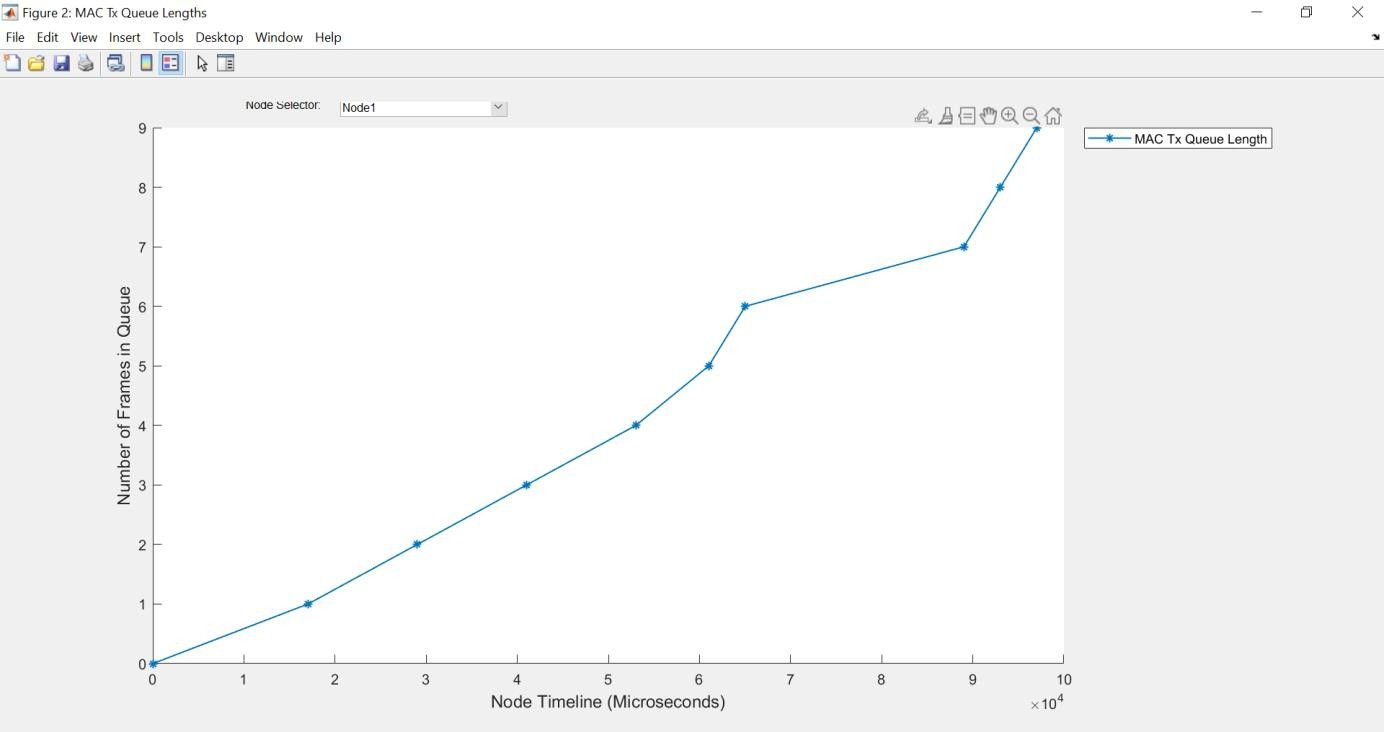 Figure 2: MAC Tx Queue Lengths
File Edit View Insert Tools Desktop Window Help
Node Selector: Node1
MAC Tx Queue Length
9
8
7
6
5
4
3
2
1
0
Number of Frames in Queue
0 1 2 3 4 5 6 7 8 9 10
Node Timeline (Microseconds)
×10⁴